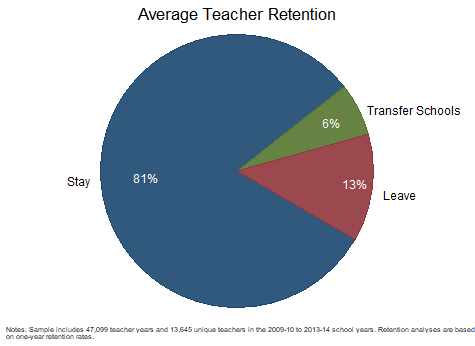 Average Teacher Retention
Transfer Schools
6%
13%
Stay
81%
Leave
Notes: Sample includes 47,099 teacher years and 13,645 unique teachers in the 2009-10 to 2013-14 school years. Retention analyses are based
on one-year retention rates.